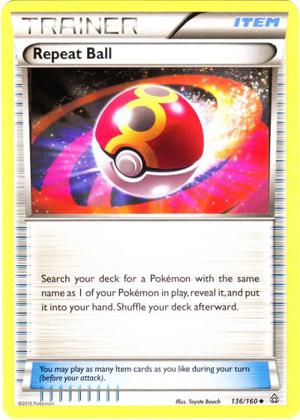 TRAINER ITEM
Repeat Ball
Search your deck for a Pokémon with the same
name as 1 of your Pokémon in play, reveal it, and put
it into your hand. Shuffle your deck afterward.
You may play as many Item cards as you like during your turn
(before your attack).
©2015 Pokémon Illus. Toyste Beach 136/160 ◆